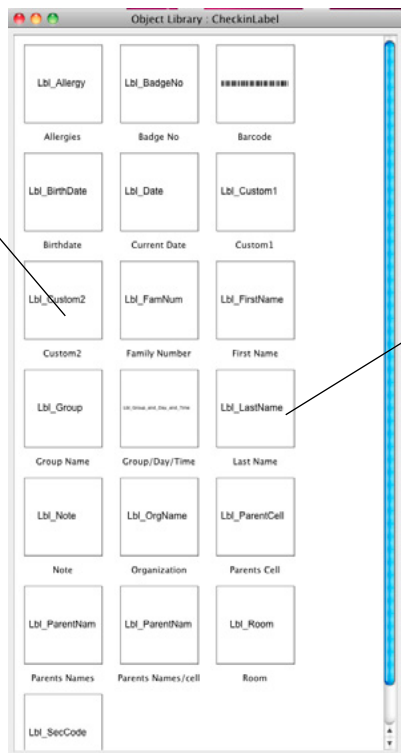 Object Library : CheckinLabel
Lbl_Allergy Lbl_BadgeNo
Allergies Badge No Barcode
Lbl_BirthDate Lbl_Date Lbl_Custom1
Birthdate Current Date Custom1
Lbl_Custom2 Lbl_FamNum Lbl_FirstName
Custom2 Family Number First Name
Lbl_Group Lbl_Group_and_Day_and_Time Lbl_LastName
Group Name Group/Day/Time Last Name
Lbl_Note Lbl_OrgName Lbl_ParentCell
Note Organization Parents Cell
Lbl_ParentNam Lbl_ParentNam Lbl_Room
Parents Names Parents Names/cell Room
Lbl_SecCode